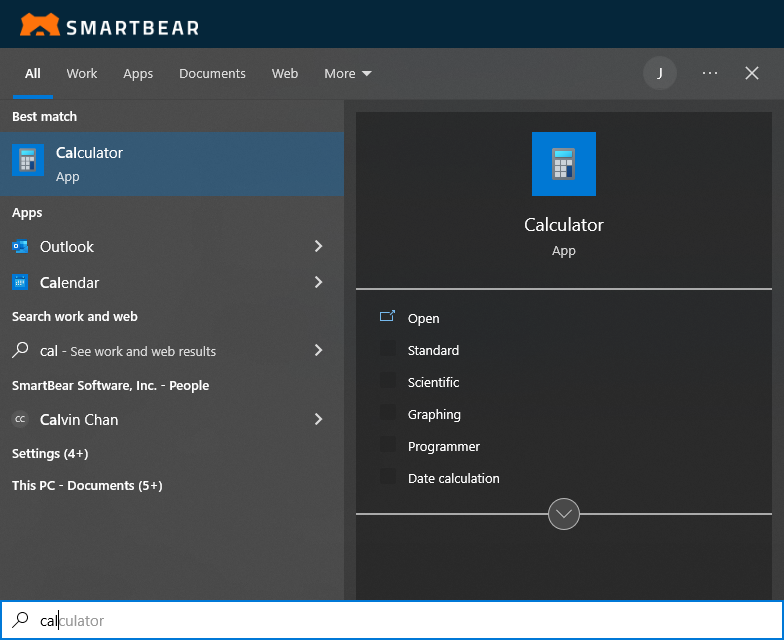 SMARTBEAR
All Work Apps Documents Web More J ...
Best match
Calculator
App
Apps
Outlook
Calendar
Search work and web
cal - See work and web results
SmartBear Software, Inc. - People
CC Calvin Chan
Settings (4+)
This PC - Documents (5+)
Calculator
App
Open
Standard
Scientific
Graphing
Programmer
Date calculation
calculator